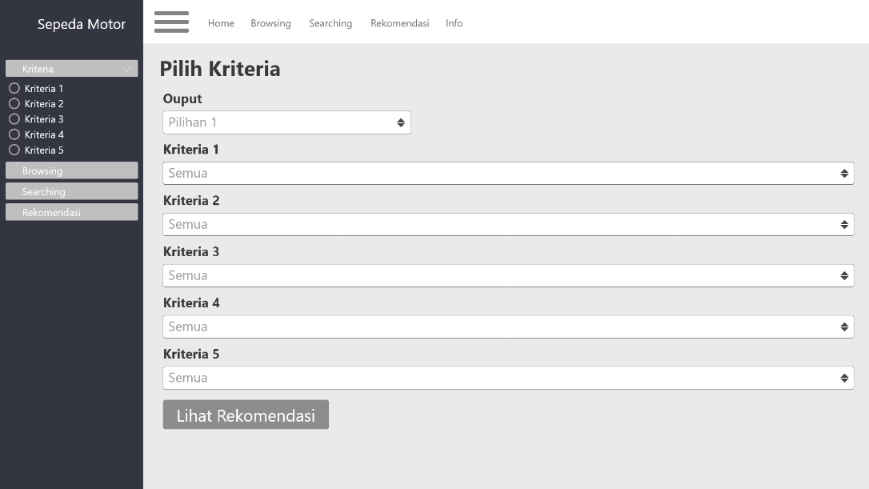 Sepeda Motor
Home Browsing Searching Rekomendasi Info
Kriteria
Kriteria 1
Kriteria 2
Kriteria 3
Kriteria 4
Kriteria 5
Browsing
Searching
Rekomendasi
Pilih Kriteria
Ouput
Pilihan 1
Kriteria 1
Semua
Kriteria 2
Semua
Kriteria 3
Semua
Kriteria 4
Semua
Kriteria 5
Semua
Lihat Rekomendasi